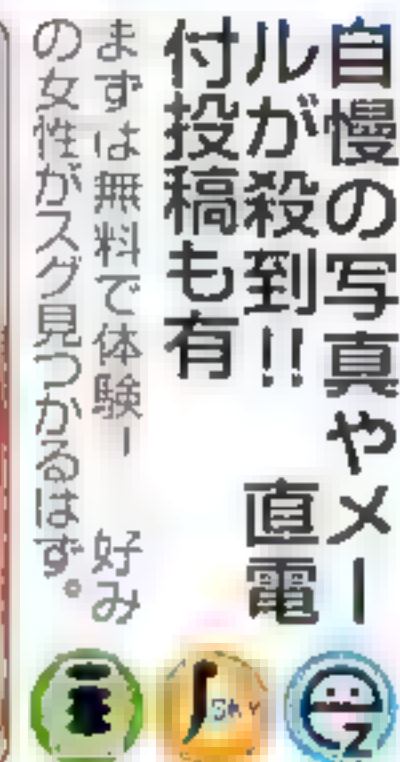 自慢の写真やメー
ルが殺到!!　直電
付投稿も有
まずは無料で体験ー　好み
の女性がスグ見つかるはず。
i
J Sky
e z